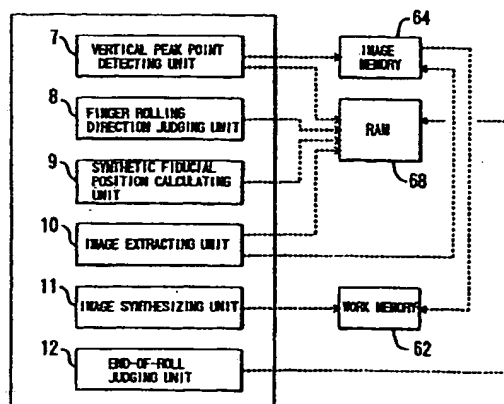 64
7
VERTICAL PEAK POINT
DETECTING UNIT
IMAGE
MEMORY
8
FINGER ROLLING
DIRECTION JUDGING UNIT
RAM
68
9
SYNTHETIC FIDUCIAL
POSITION CALCULATING
UNIT
10
IMAGE EXTRACTING UNIT
11
IMAGE SYNTHESIZING UNIT
WORK MEMORY
62
12
END-OF-ROLL
JUDGING UNIT